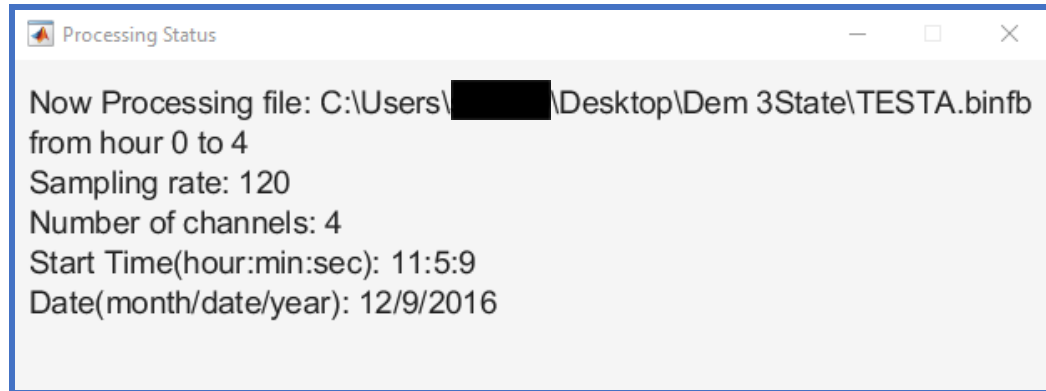 Processing Status
Now Processing file: C:\Users\ \Desktop\Dem 3State\TESTA.binfb
from hour 0 to 4
Sampling rate: 120
Number of channels: 4
Start Time(hour:min:sec): 11:5:9
Date(month/date/year): 12/9/2016